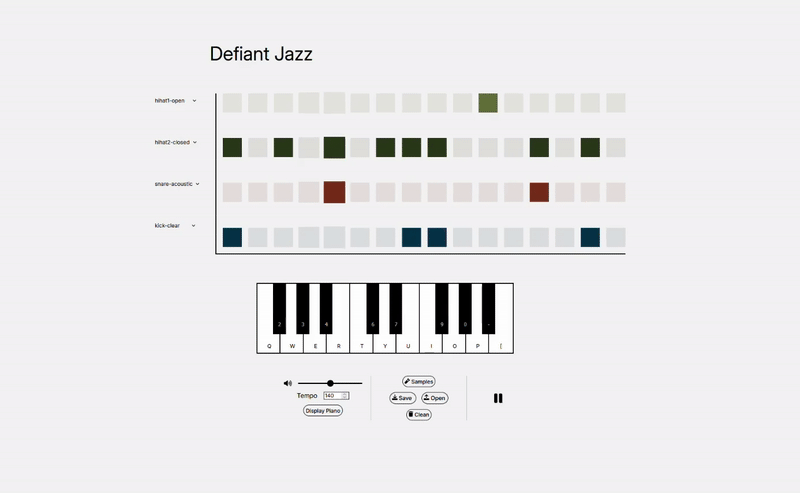 Defiant Jazz
hihat1-open
hihat2-closed
snare-acoustic
kick-clear
2 3 4 6 7 9 0 -
Q W E R T Y U I O P [
Samples
Tempo 140
Save Open
Display Piano
Clean